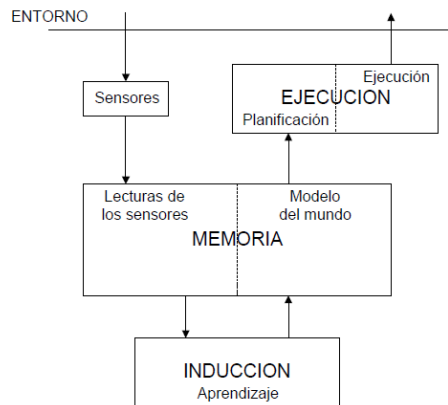 ENTORNO
Sensores
Ejecución
EJECUCION
Planificación
Lecturas de
los sensores
Modelo
del mundo
MEMORIA
INDUCCION
Aprendizaje